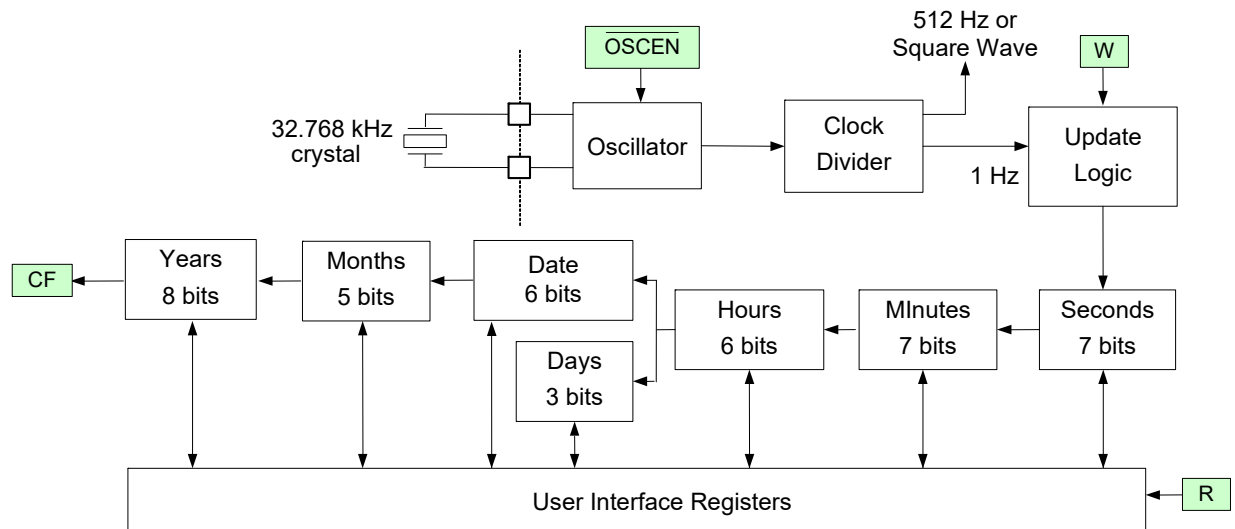 512 Hz or
Square Wave
OSCEN
W
32.768 kHz
crystal
Oscillator
Clock
Divider
1 Hz
Update
Logic
CF
Years
8 bits
Months
5 bits
Date
6 bits
Days
3 bits
Hours
6 bits
MInutes
7 bits
Seconds
7 bits
User Interface Registers
R